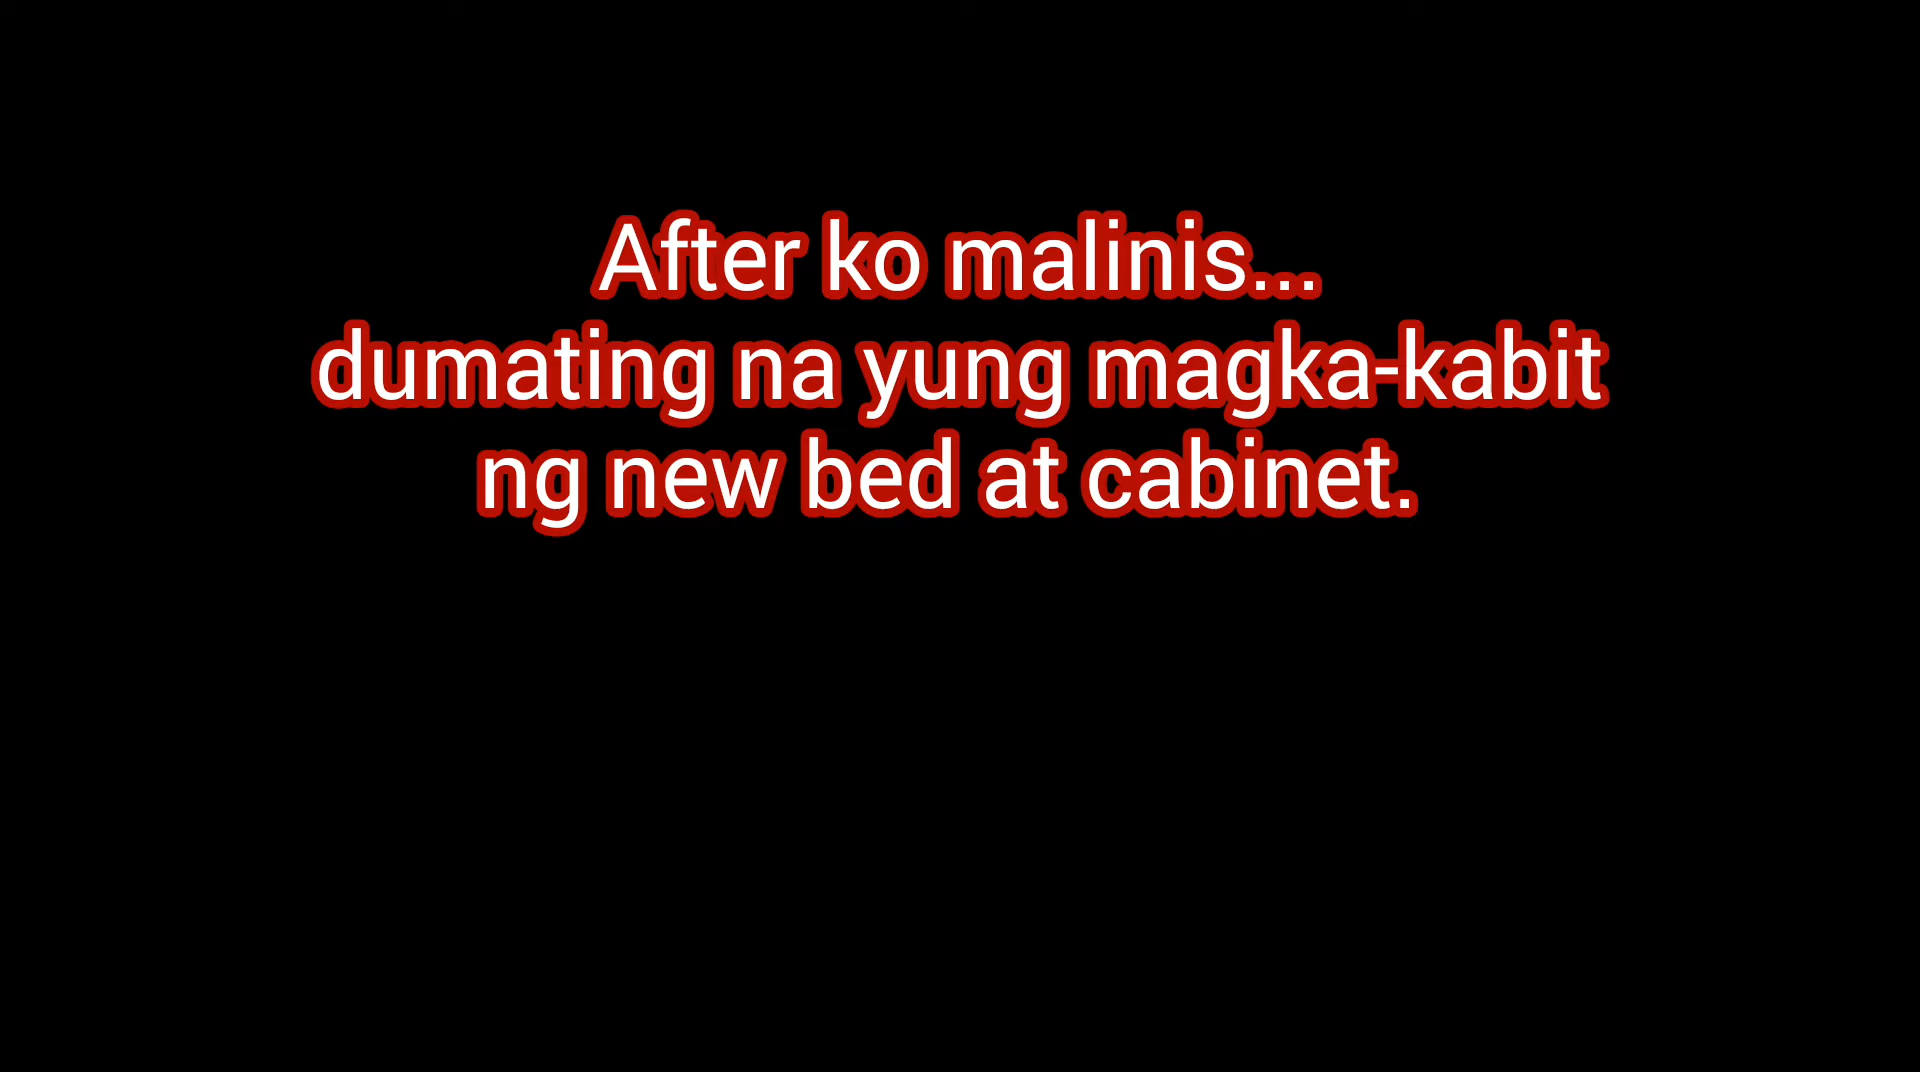 After ko malinis...
dumating na yung magka-kabit
ng new bed at cabinet.